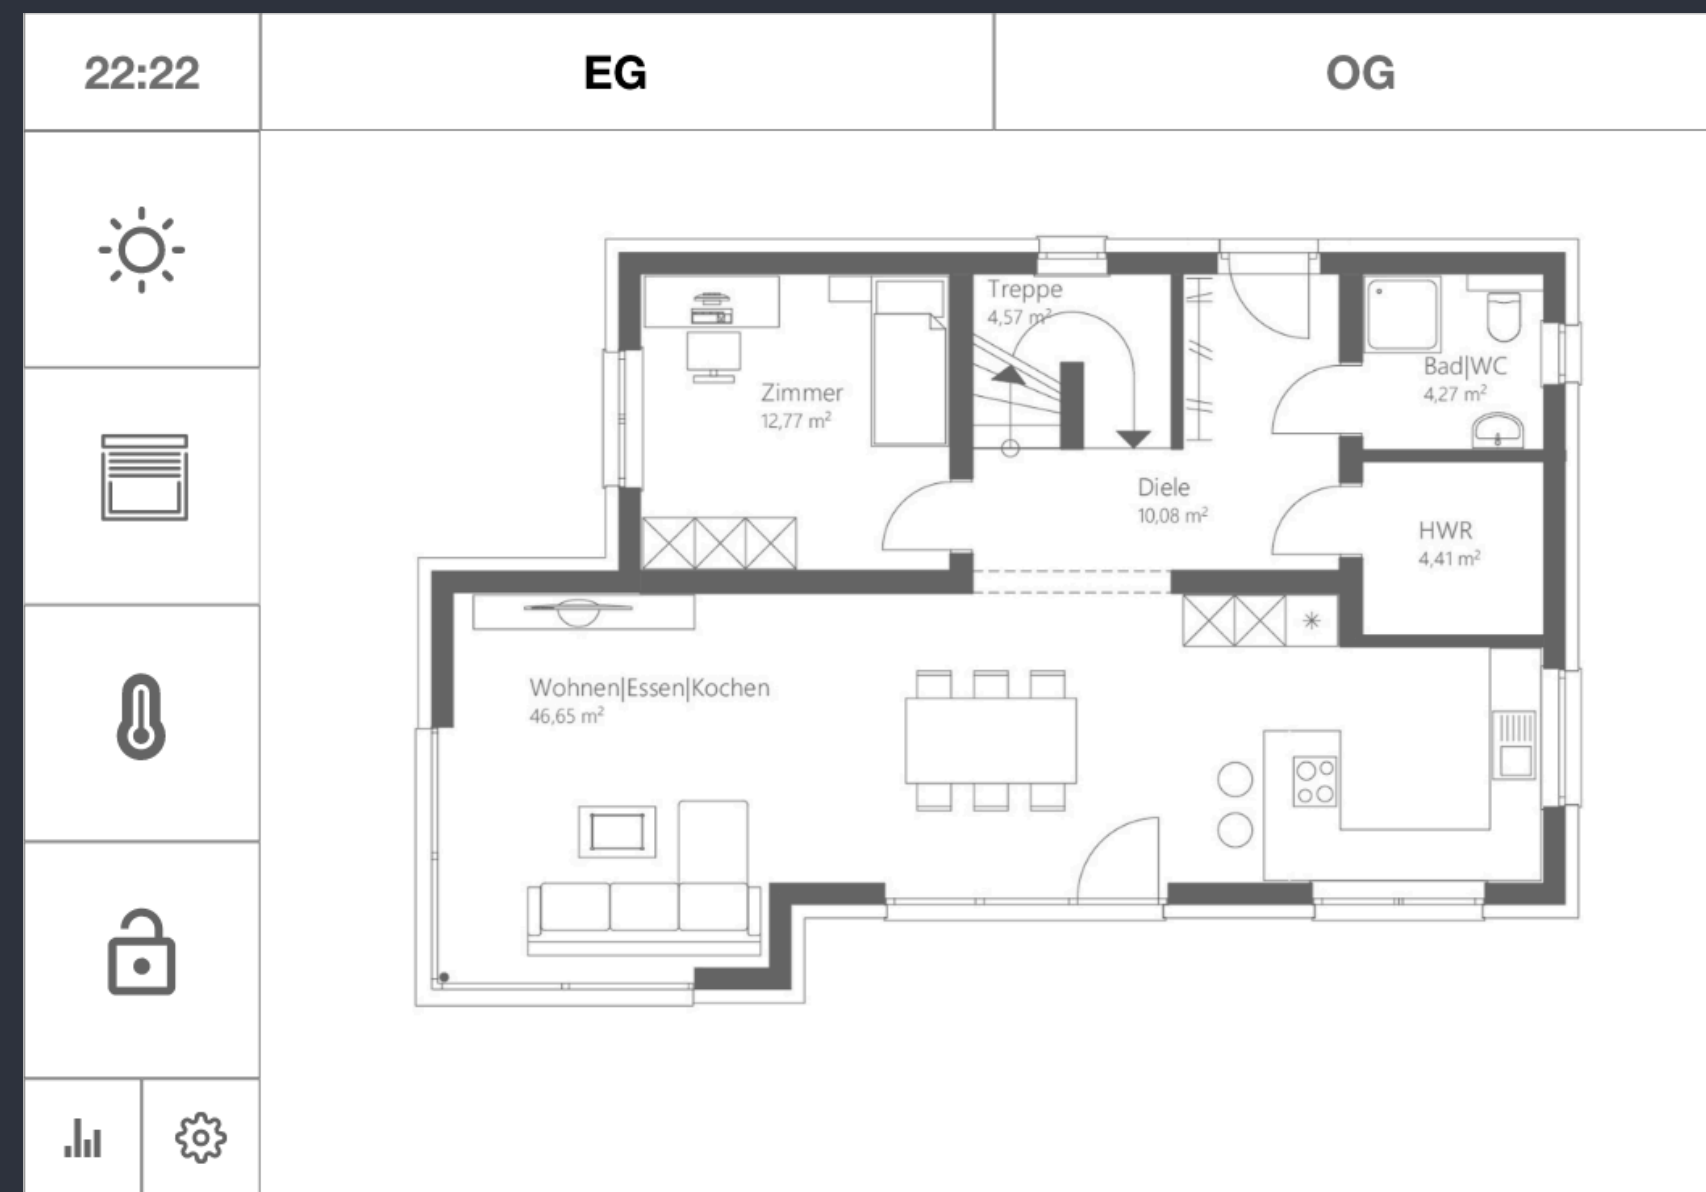 22:22
EG
OG
Treppe
4,57 m²
Zimmer
12,77 m²
Bad|WC
4,27 m²
Diele
10,08 m²
HWR
4,41 m²
Wohnen|Essen|Kochen
46,65 m²